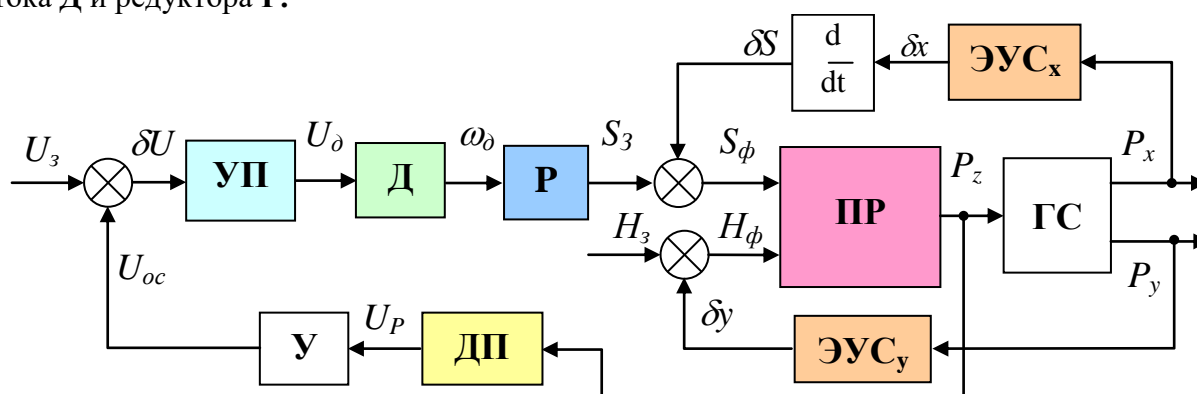 тока Д и редуктора Г.
δS
d
dt
δx
ЭУСx
Uз
δU
УП
Uд
Д
ωд
Р
SЗ
Sф
ПР
Pz
ГС
Px
Hз
Hф
Py
Uос
У
UР
ДП
δy
ЭУСy